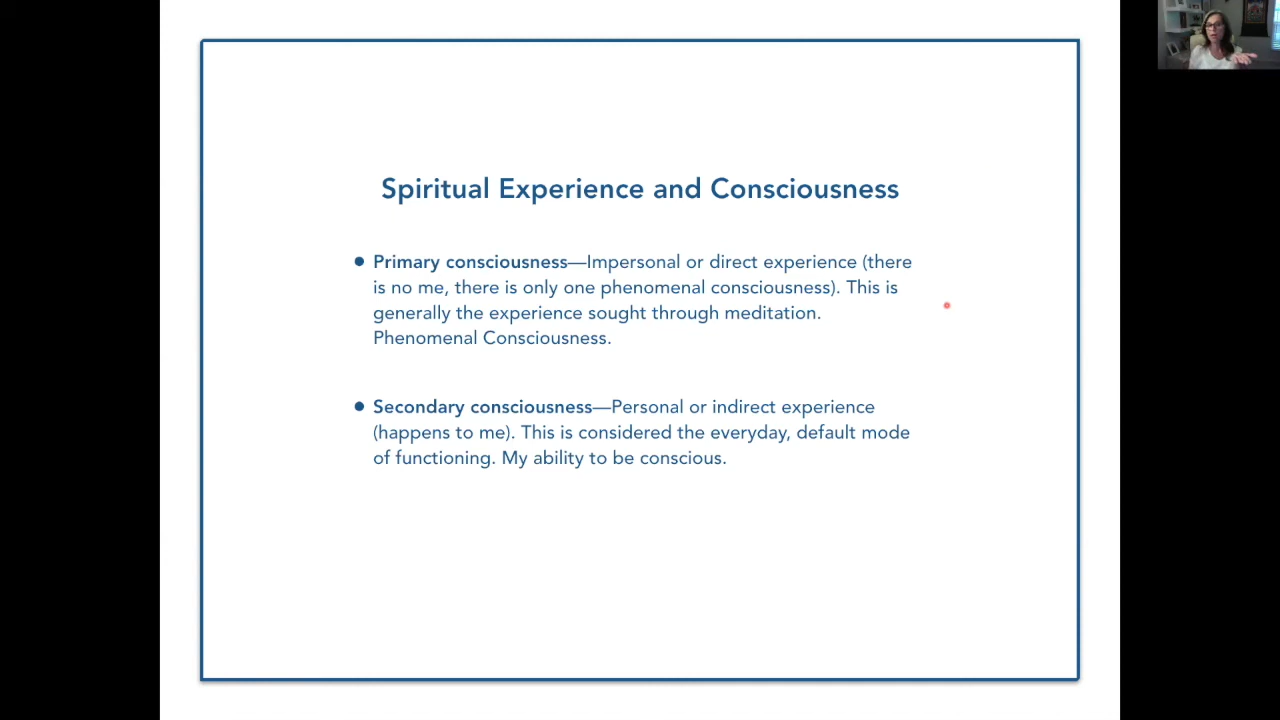 Spiritual Experience and Consciousness
● Primary consciousness—Impersonal or direct experience (there
is no me, there is only one phenomenal consciousness). This is
generally the experience sought through meditation.
Phenomenal Consciousness.
● Secondary consciousness—Personal or indirect experience
(happens to me). This is considered the everyday, default mode
of functioning. My ability to be conscious.